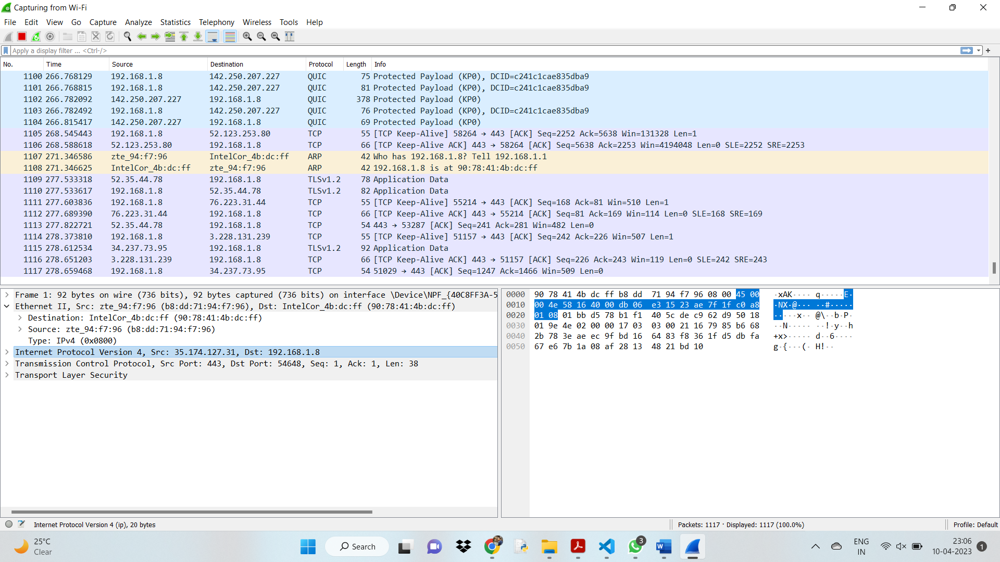 Capturing from Wi-Fi
File Edit View Go Capture Analyze Statistics Telephony Wireless Tools Help
Apply a display filter ... <Ctrl-/>
No. Time Source Destination Protocol Length Info
1100 266.768129 192.168.1.8 142.250.207.227 QUIC 75 Protected Payload (KP0), DCID=c241c1cae835dba9
1101 266.768815 192.168.1.8 142.250.207.227 QUIC 81 Protected Payload (KP0), DCID=c241c1cae835dba9
1102 266.782092 142.250.207.227 192.168.1.8 QUIC 378 Protected Payload (KP0)
1103 266.782492 192.168.1.8 142.250.207.227 QUIC 76 Protected Payload (KP0), DCID=c241c1cae835dba9
1104 266.815417 142.250.207.227 192.168.1.8 QUIC 69 Protected Payload (KP0)
1105 268.545443 192.168.1.8 52.123.253.80 TCP 55 [TCP Keep-Alive] 58264 → 443 [ACK] Seq=2252 Ack=5638 Win=131328 Len=1
1106 268.588618 52.123.253.80 192.168.1.8 TCP 66 [TCP Keep-Alive ACK] 443 → 58264 [ACK] Seq=5638 Ack=2253 Win=4194048 Len=0 SLE=2252 SRE=2253
1107 271.346586 zte_94:f7:96 IntelCor_4b:dc:ff ARP 42 Who has 192.168.1.8? Tell 192.168.1.1
1108 271.346625 IntelCor_4b:dc:ff zte_94:f7:96 ARP 42 192.168.1.8 is at 90:78:41:4b:dc:ff
1109 277.533318 52.35.44.78 192.168.1.8 TLSv1.2 78 Application Data
1110 277.533617 192.168.1.8 52.35.44.78 TLSv1.2 82 Application Data
1111 277.603836 192.168.1.8 76.223.31.44 TCP 55 [TCP Keep-Alive] 55214 → 443 [ACK] Seq=168 Ack=81 Win=510 Len=1
1112 277.689390 76.223.31.44 192.168.1.8 TCP 66 [TCP Keep-Alive ACK] 443 → 55214 [ACK] Seq=81 Ack=169 Win=114 Len=0 SLE=168 SRE=169
1113 277.822721 52.35.44.78 192.168.1.8 TCP 54 443 → 53287 [ACK] Seq=241 Ack=281 Win=482 Len=0
1114 278.373810 192.168.1.8 3.228.131.239 TCP 55 [TCP Keep-Alive] 51157 → 443 [ACK] Seq=242 Ack=226 Win=507 Len=1
1115 278.612534 34.237.73.95 192.168.1.8 TLSv1.2 92 Application Data
1116 278.651203 3.228.131.239 192.168.1.8 TCP 66 [TCP Keep-Alive ACK] 443 → 51157 [ACK] Seq=226 Ack=243 Win=119 Len=0 SLE=242 SRE=243
1117 278.659468 192.168.1.8 34.237.73.95 TCP 54 51029 → 443 [ACK] Seq=1247 Ack=1466 Win=509 Len=0
Frame 1: 92 bytes on wire (736 bits), 92 bytes captured (736 bits) on interface \Device\NPF_{40C8FF3A-5
Ethernet II, Src: zte_94:f7:96 (b8:dd:71:94:f7:96), Dst: IntelCor_4b:dc:ff (90:78:41:4b:dc:ff)
Destination: IntelCor_4b:dc:ff (90:78:41:4b:dc:ff)
Source: zte_94:f7:96 (b8:dd:71:94:f7:96)
Type: IPv4 (0x0800)
Internet Protocol Version 4, Src: 35.174.127.31, Dst: 192.168.1.8
Transmission Control Protocol, Src Port: 443, Dst Port: 54648, Seq: 1, Ack: 1, Len: 38
Transport Layer Security
0000 90 78 41 4b dc ff b8 dd 71 94 f7 96 08 00 45 00 ·xAK···· q·····E·
0010 00 4e 58 16 40 00 db 06 e3 15 23 ae 7f 1f c0 a8 ·NX·@··· ··#·····
0020 01 08 01 bb d5 78 b1 f1 40 5c de c9 62 d9 50 18 ·····x·· @\··b·P·
0030 01 9e 4e 02 00 00 17 03 03 00 21 16 79 85 b6 68 ··N····· ··!·y··h
0040 2b 78 3e ae ec 9f bd 16 64 83 f8 36 1f d5 db fa +x>····· d··6····
0050 67 e6 7b 1a 08 af 28 13 48 21 bd 10 g·{···(· H!··
Internet Protocol Version 4 (ip), 20 bytes
Packets: 1117 · Displayed: 1117 (100.0%)
Profile: Default
25°C
Clear
Search
3
ENG
IN
23:06
10-04-2023
1